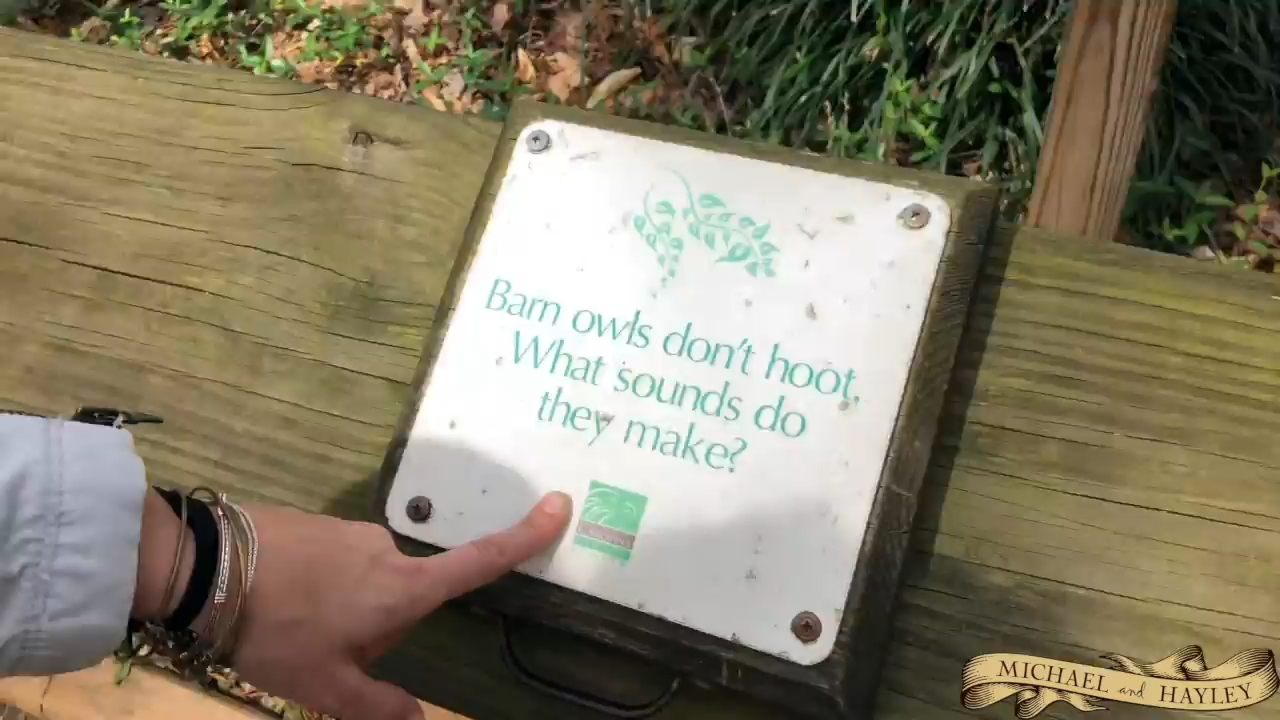 Barn owls don't hoot.
What sounds do
they make?
MICHAEL and HAYLEY